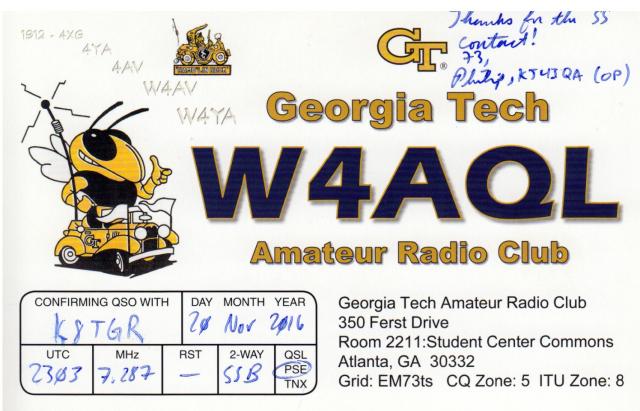 1912 - 4XG
4YA
4AV
W4AV
W4YA
GT
Thanks for the SS
contact!
73,
Philip, KJ4IQA (OP)
Georgia Tech
W4AQL
Amateur Radio Club
CONFIRMING QSO WITH DAY MONTH YEAR
K8TGR 20 Nov 2016
UTC MHz RST 2-WAY QSL
2303 7.287 — SSB PSE
TNX
Georgia Tech Amateur Radio Club
350 Ferst Drive
Room 2211:Student Center Commons
Atlanta, GA 30332
Grid: EM73ts CQ Zone: 5 ITU Zone: 8